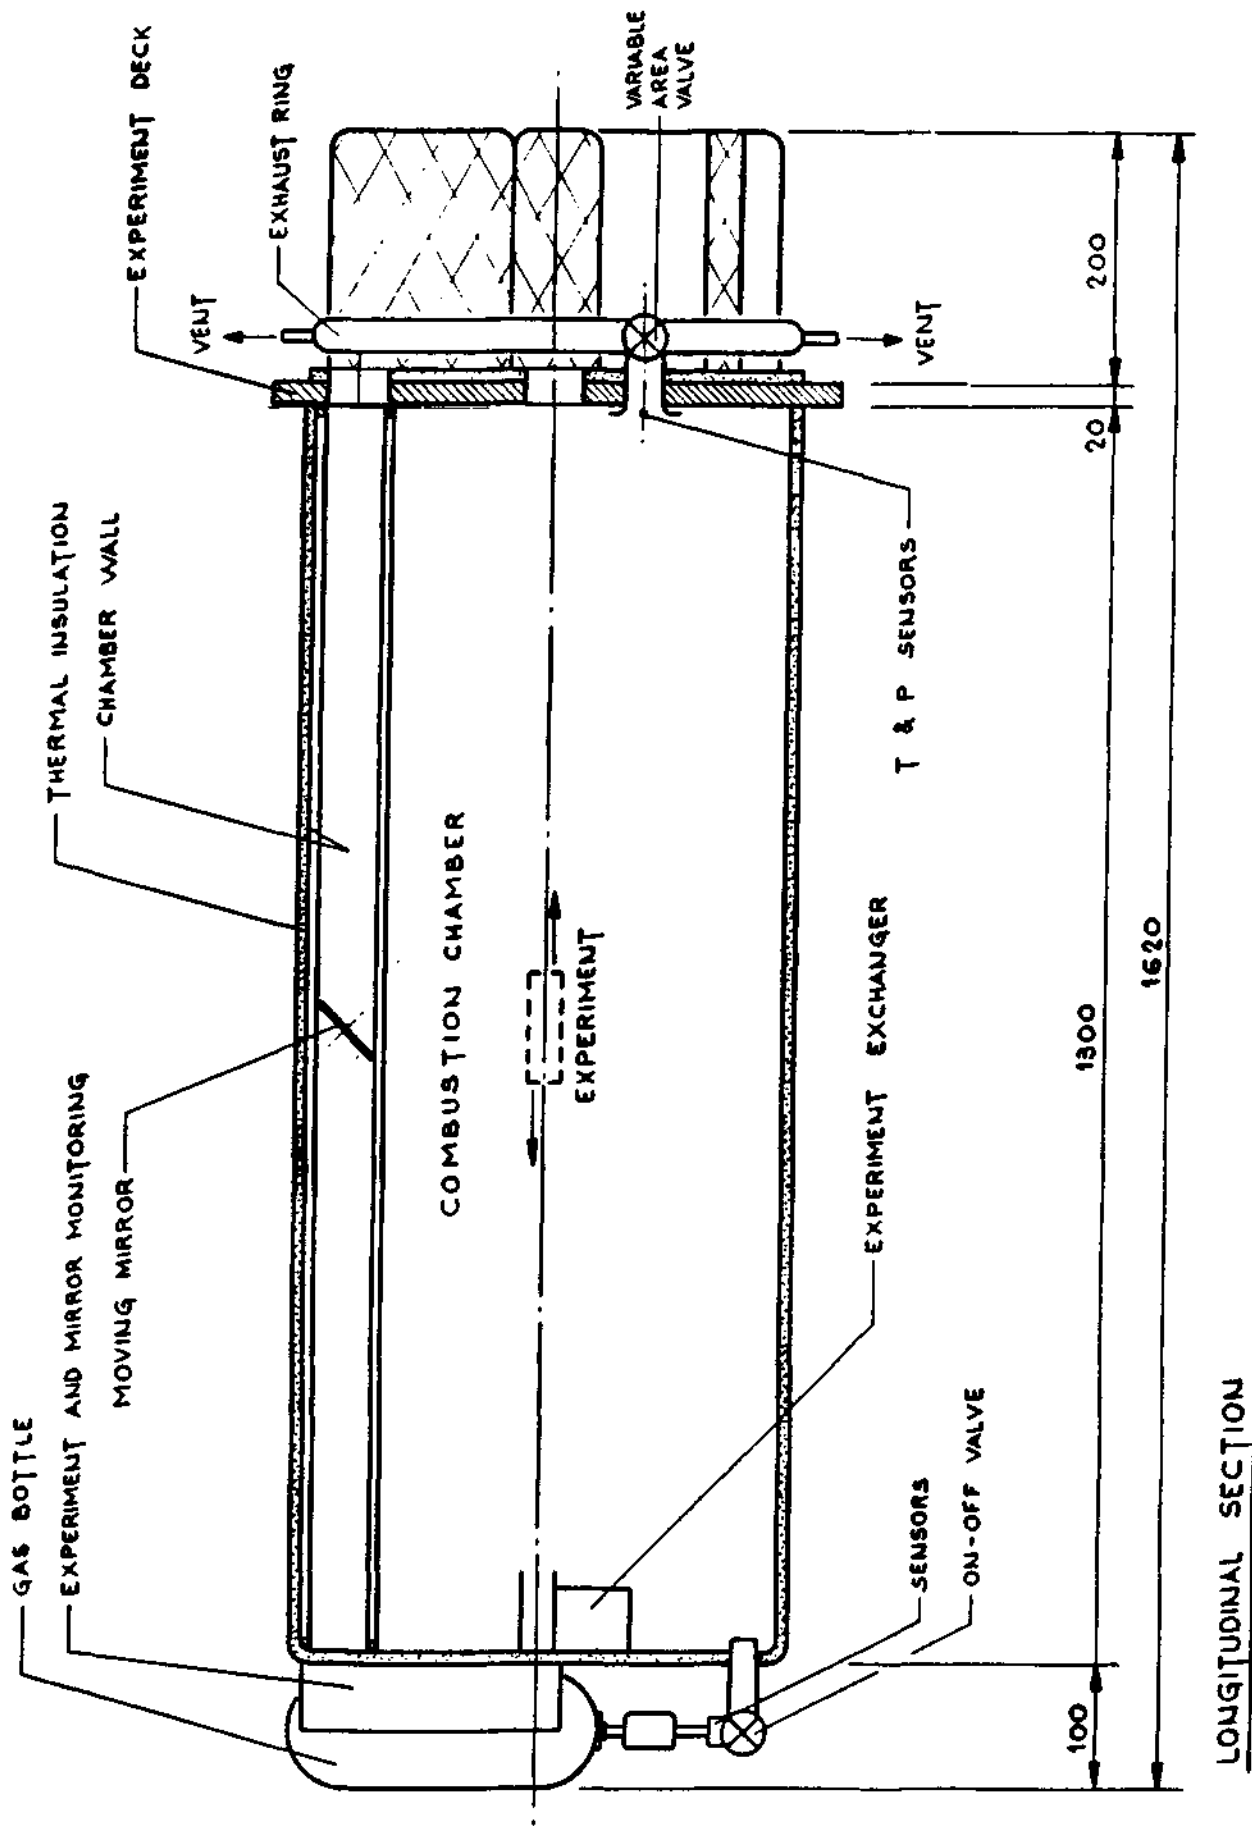 GAS BOTTLE
EXPERIMENT AND MIRROR MONITORING
MOVING MIRROR
THERMAL INSULATION
CHAMBER WALL
EXPERIMENT DECK
VENT
EXHAUST RING
VARIABLE
AREA
VALVE
COMBUSTION CHAMBER
EXPERIMENT
VENT
T & P SENSORS
EXPERIMENT EXCHANGER
SENSORS
ON-OFF VALVE
100
1300
20
200
1620
LONGITUDINAL SECTION